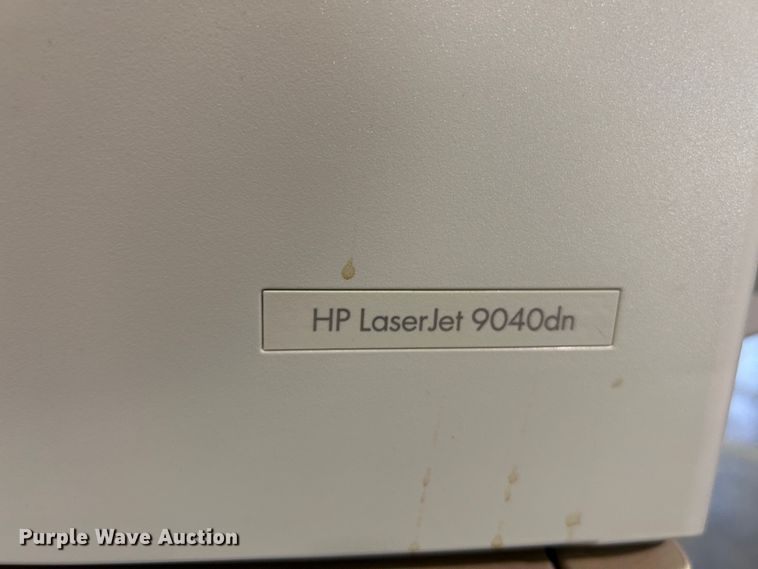 HP LaserJet 9040dn
Purple Wave Auction